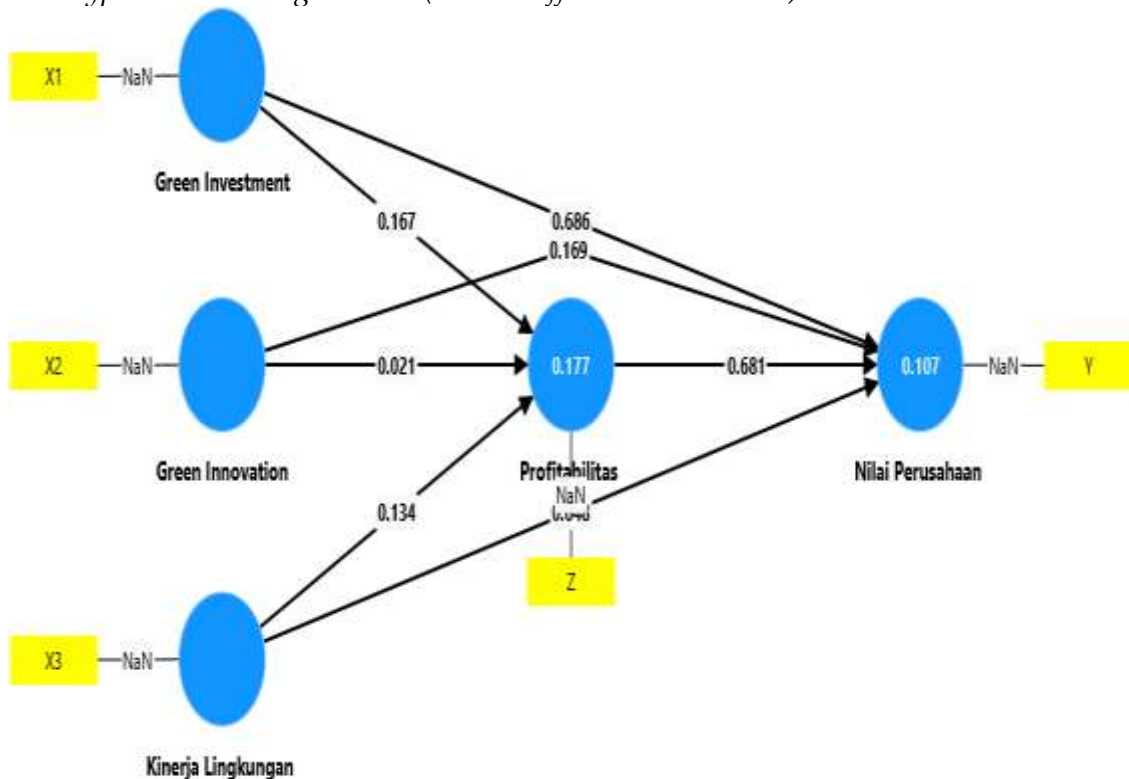 X1
NaN
Green Investment
0.167
0.686
0.169
X2
NaN
0.021
0.177
0.681
0.107
NaN
Y
Green Innovation
Profitabilitas
Nilai Perusahaan
NaN
0.134
Z
X3
NaN
Kinerja Lingkungan